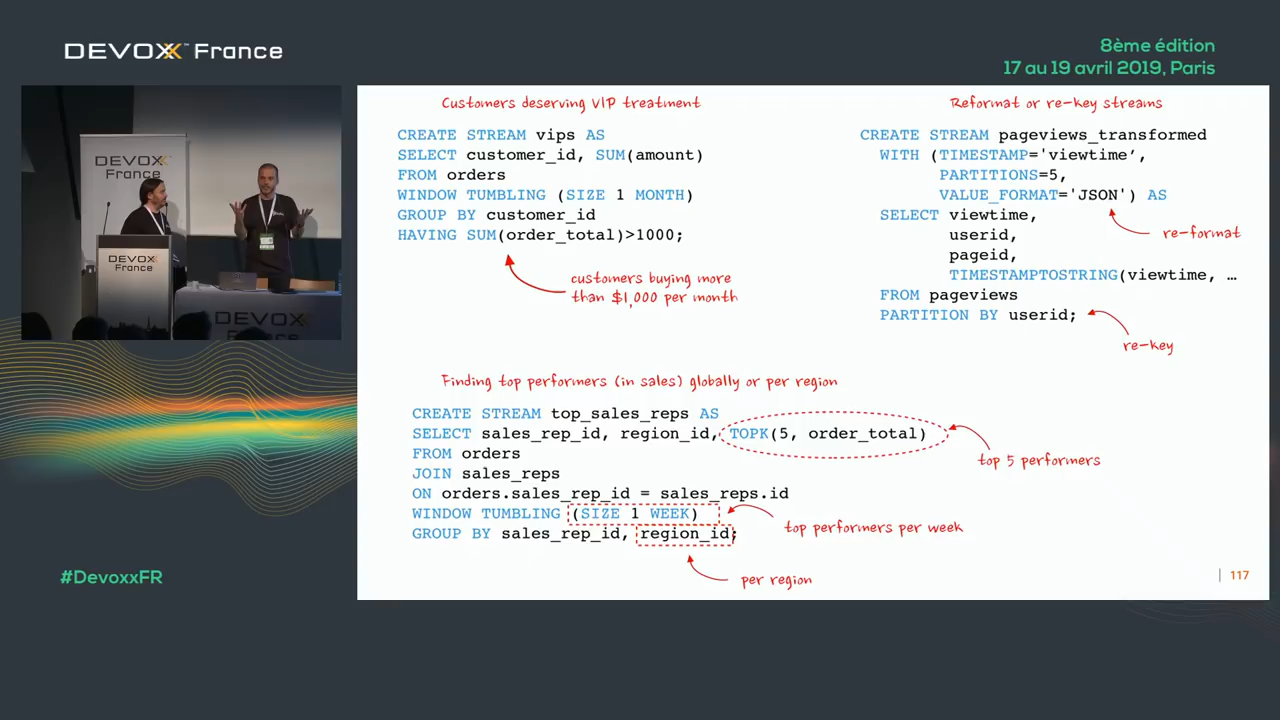 DEVOXX™ France
8ème édition
17 au 19 avril 2019, Paris
DEVOXX
France
DEVOXX
France
DEVOXX
France
#DevoxxFR
Customers deserving VIP treatment
CREATE STREAM vips AS
SELECT customer_id, SUM(amount)
FROM orders
WINDOW TUMBLING (SIZE 1 MONTH)
GROUP BY customer_id
HAVING SUM(order_total)>1000;
customers buying more
than $1,000 per month
Reformat or re-key streams
CREATE STREAM pageviews_transformed
WITH (TIMESTAMP='viewtime’,
PARTITIONS=5,
VALUE_FORMAT='JSON') AS
SELECT viewtime,
userid,
pageid,
TIMESTAMPTOSTRING(viewtime, …
FROM pageviews
PARTITION BY userid;
re-format
re-key
Finding top performers (in sales) globally or per region
CREATE STREAM top_sales_reps AS
SELECT sales_rep_id, region_id, TOPK(5, order_total)
FROM orders
JOIN sales_reps
ON orders.sales_rep_id = sales_reps.id
WINDOW TUMBLING (SIZE 1 WEEK)
GROUP BY sales_rep_id, region_id;
top 5 performers
top performers per week
per region
117